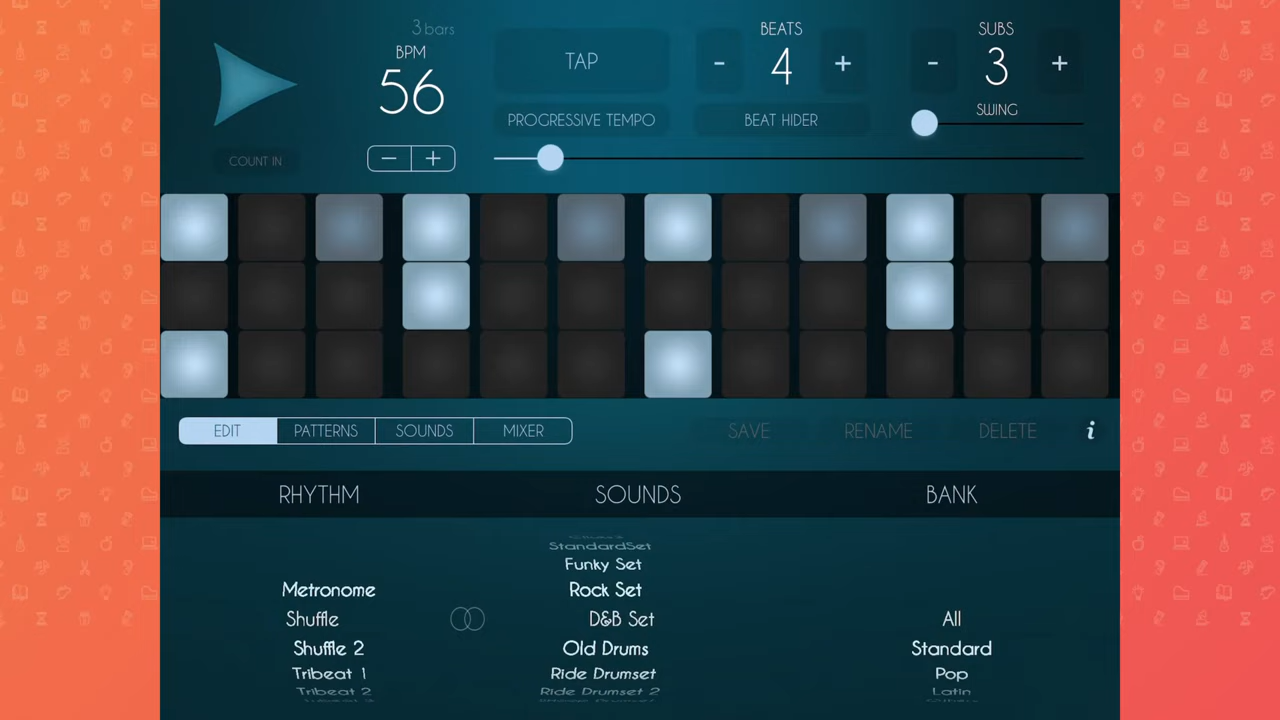 3 bars
BPM
56
TAP
BEATS
- 4 +
SUBS
- 3 +
PROGRESSIVE TEMPO
BEAT HIDER
SWING
COUNT IN
− +
EDIT PATTERNS SOUNDS MIXER
SAVE RENAME DELETE i
RHYTHM SOUNDS BANK
StandardSet
Funky Set
Metronome Rock Set
Shuffle D&B Set All
Shuffle 2 Old Drums Standard
Tribeat 1 Ride Drumset Pop
Tribeat 2 Ride Drumset 2 Latin